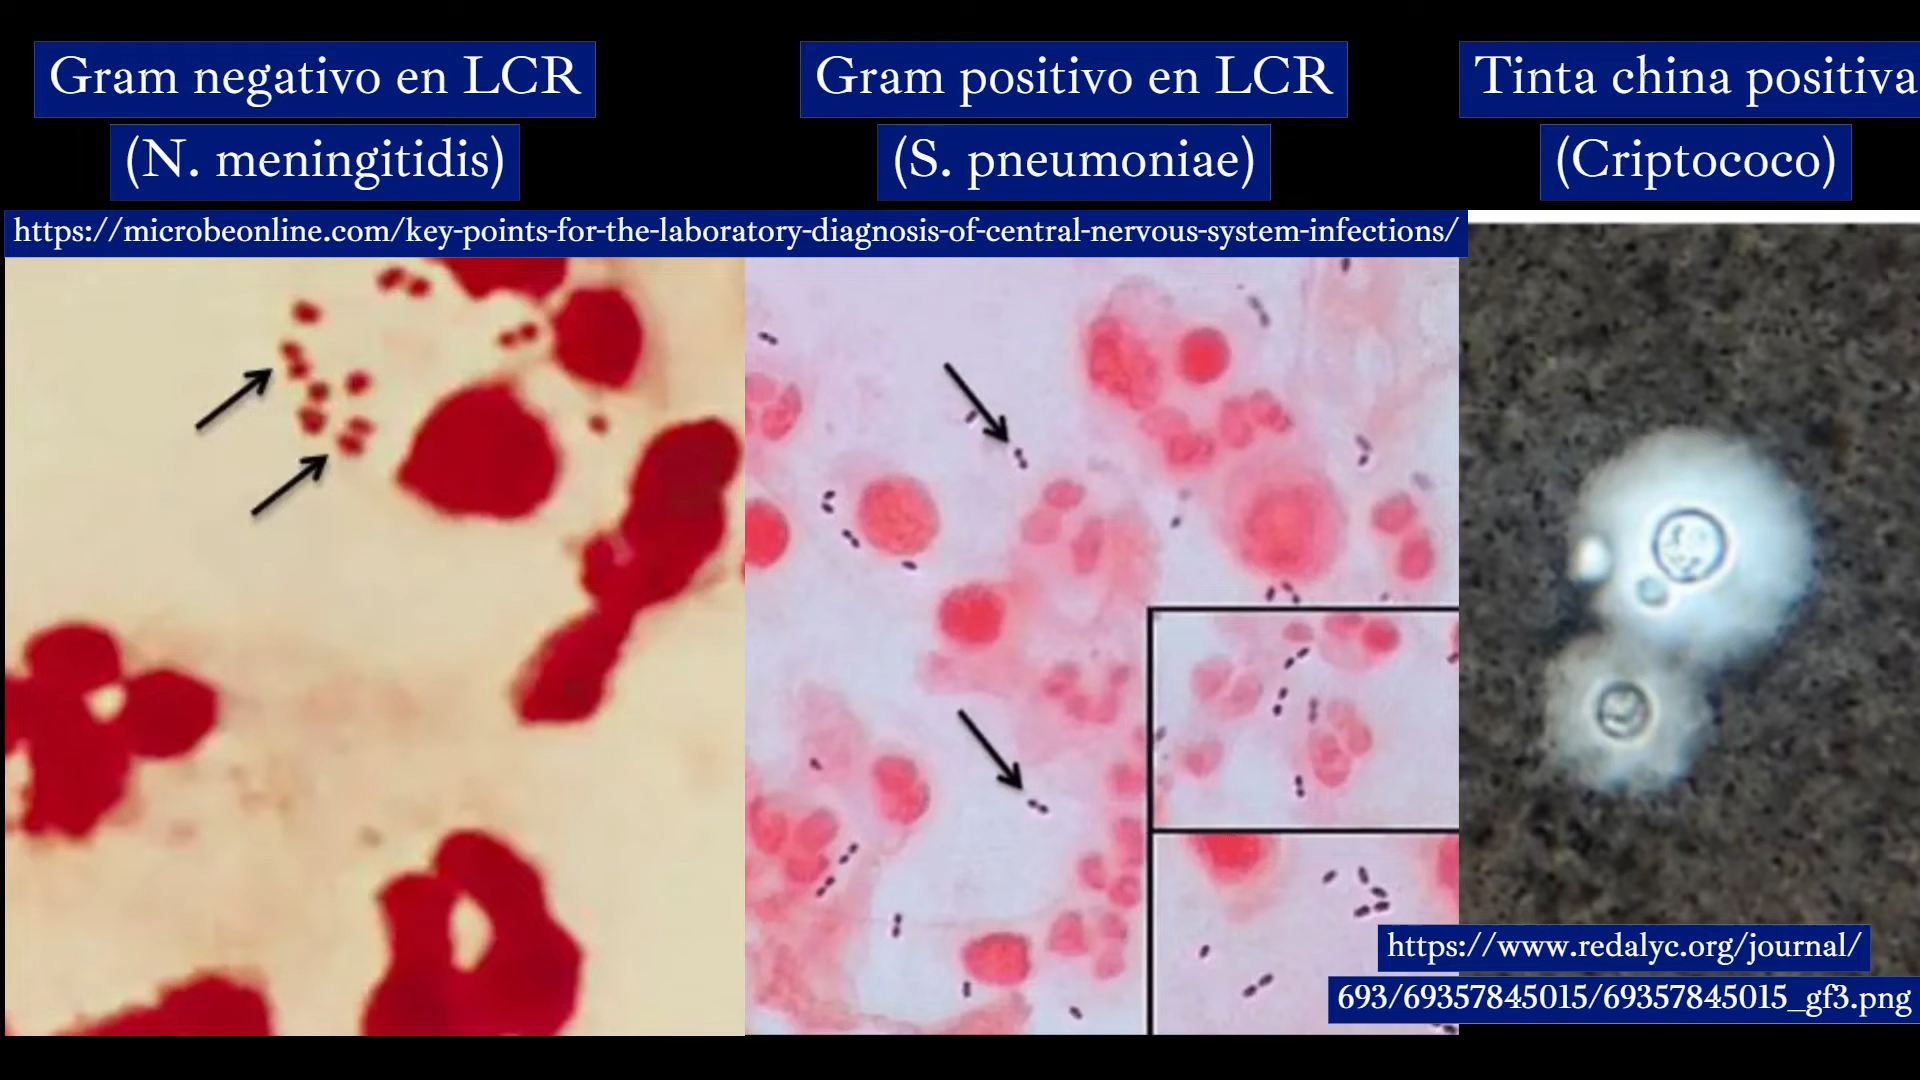 Gram negativo en LCR
(N. meningitidis)
Gram positivo en LCR
(S. pneumoniae)
Tinta china positiva
(Criptococo)
https://microbeonline.com/key-points-for-the-laboratory-diagnosis-of-central-nervous-system-infections/
https://www.redalyc.org/journal/
693/69357845015/69357845015_gf3.png